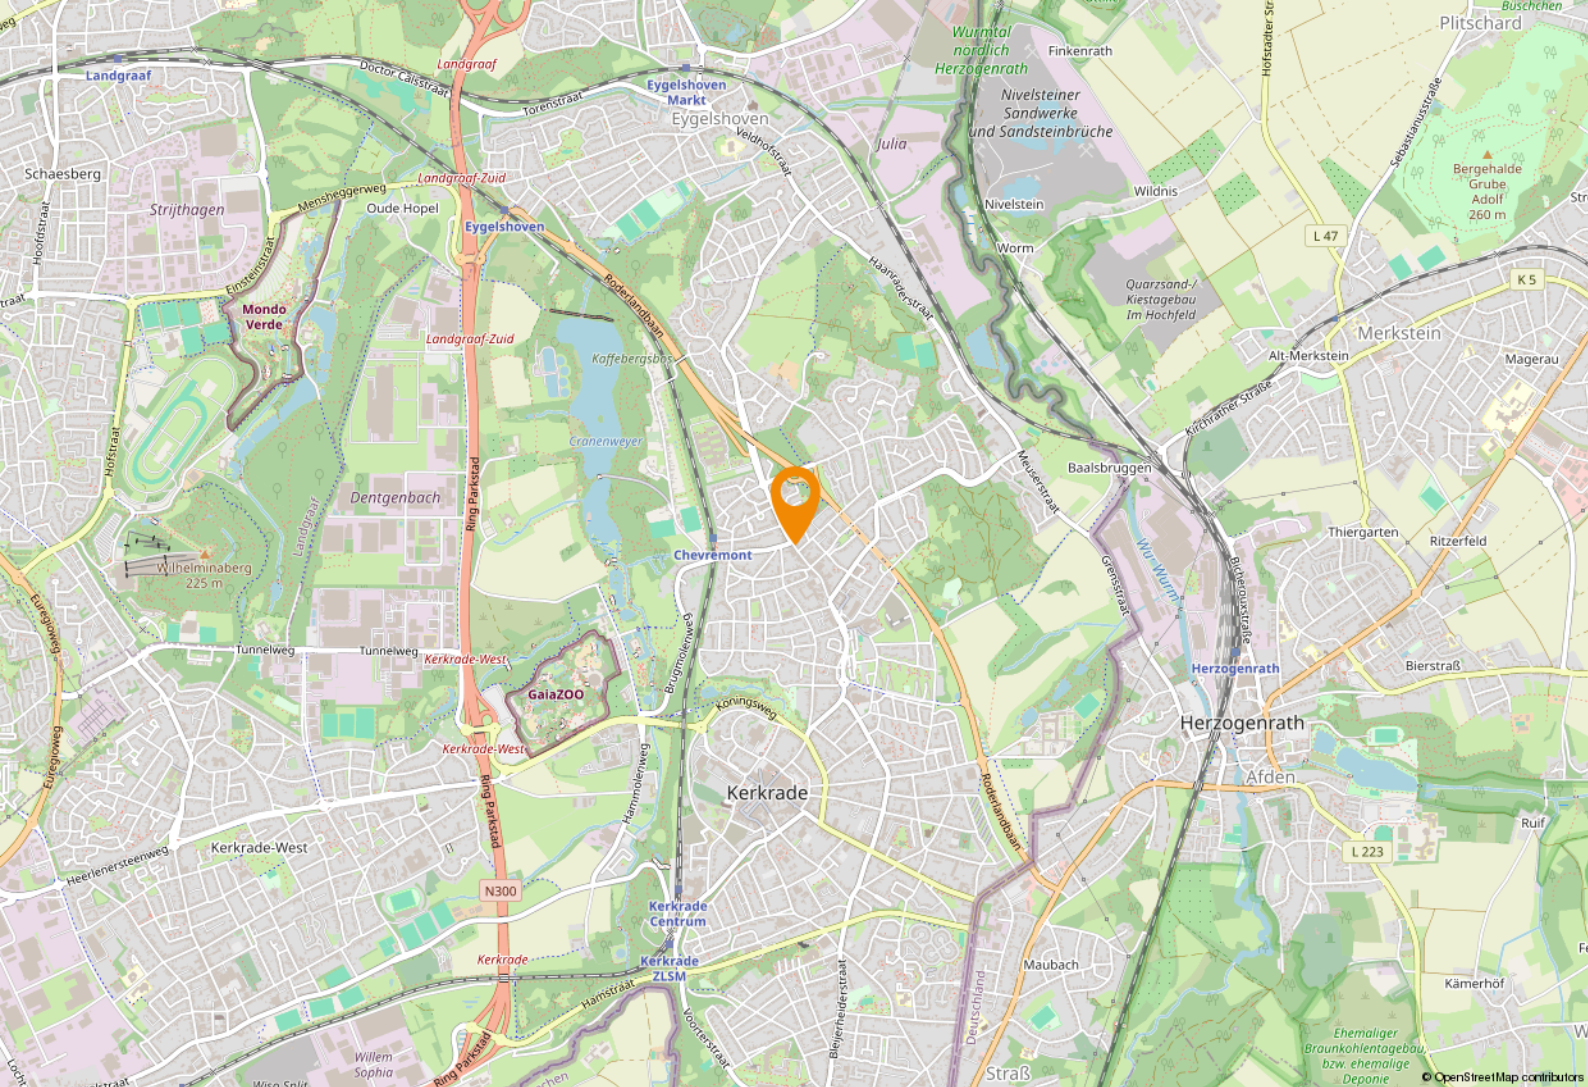 Plitschard
Büschchen
Wurmtal
nördlich
Herzogenrath
Finkenrath
Hofstadter Str
Landgraaf
Landgraaf
Doctor Calsstraat
Torenstraat
Eygelshoven
Markt
Eygelshoven
Veldhofstraat
Julia
Nivelsteiner
Sandwerke
und Sandsteinbrüche
Sebastianusstraße
Bergehalde
Grube
Adolf
260 m
Schaesberg
Strijthagen
Hoofdstraat
Mensheggerweg
Landgraaf-Zuid
Oude Hopel
Eygelshoven
Wildnis
Nivelstein
Worm
L 47
Str
Einsteinstraat
traat
Mondo
Verde
Roderlandbaan
Haanraderstraat
Quarzsand-/
Kiestagebau
Im Hochfeld
K 5
Merkstein
Landgraaf-Zuid
Kaffebergsbos
Alt-Merkstein
Magerau
Kirchrather Straße
Hofstraat
Cranenweyer
Meuserstraat
Baalsbruggen
Ring Parkstad
Dentgenbach
Landgraaf
Wilhelminaberg
225 m
Chevremont
Wurm Wurm
Grensstraat
Bicherouxstraße
Thiergarten
Ritzerfeld
Euregioweg
Brugmolenweg
Tunnelweg
Tunnelweg
Kerkrade-West
GaiaZOO
Koningsweg
Herzogenrath
Bierstraß
Herzogenrath
Afden
Euregioweg
Kerkrade-West
Ring Parkstad
Hammolenweg
Kerkrade
Roderlandbaan
Ruif
L 223
Kerkrade-West
Heerlenersteenweg
N300
Kerkrade
Centrum
Kerkrade
ZLSM
Kerkrade
Hamstraat
Voorterstraat
Bleijerheiderstraat
Deutschland
Maubach
Kämerhöf
Straß
Ehemaliger
Braunkohlentagebau,
bzw. ehemalige
Deponie
Willem
Sophia
Ring Parkstad
Locht
© OpenStreetMap contributors